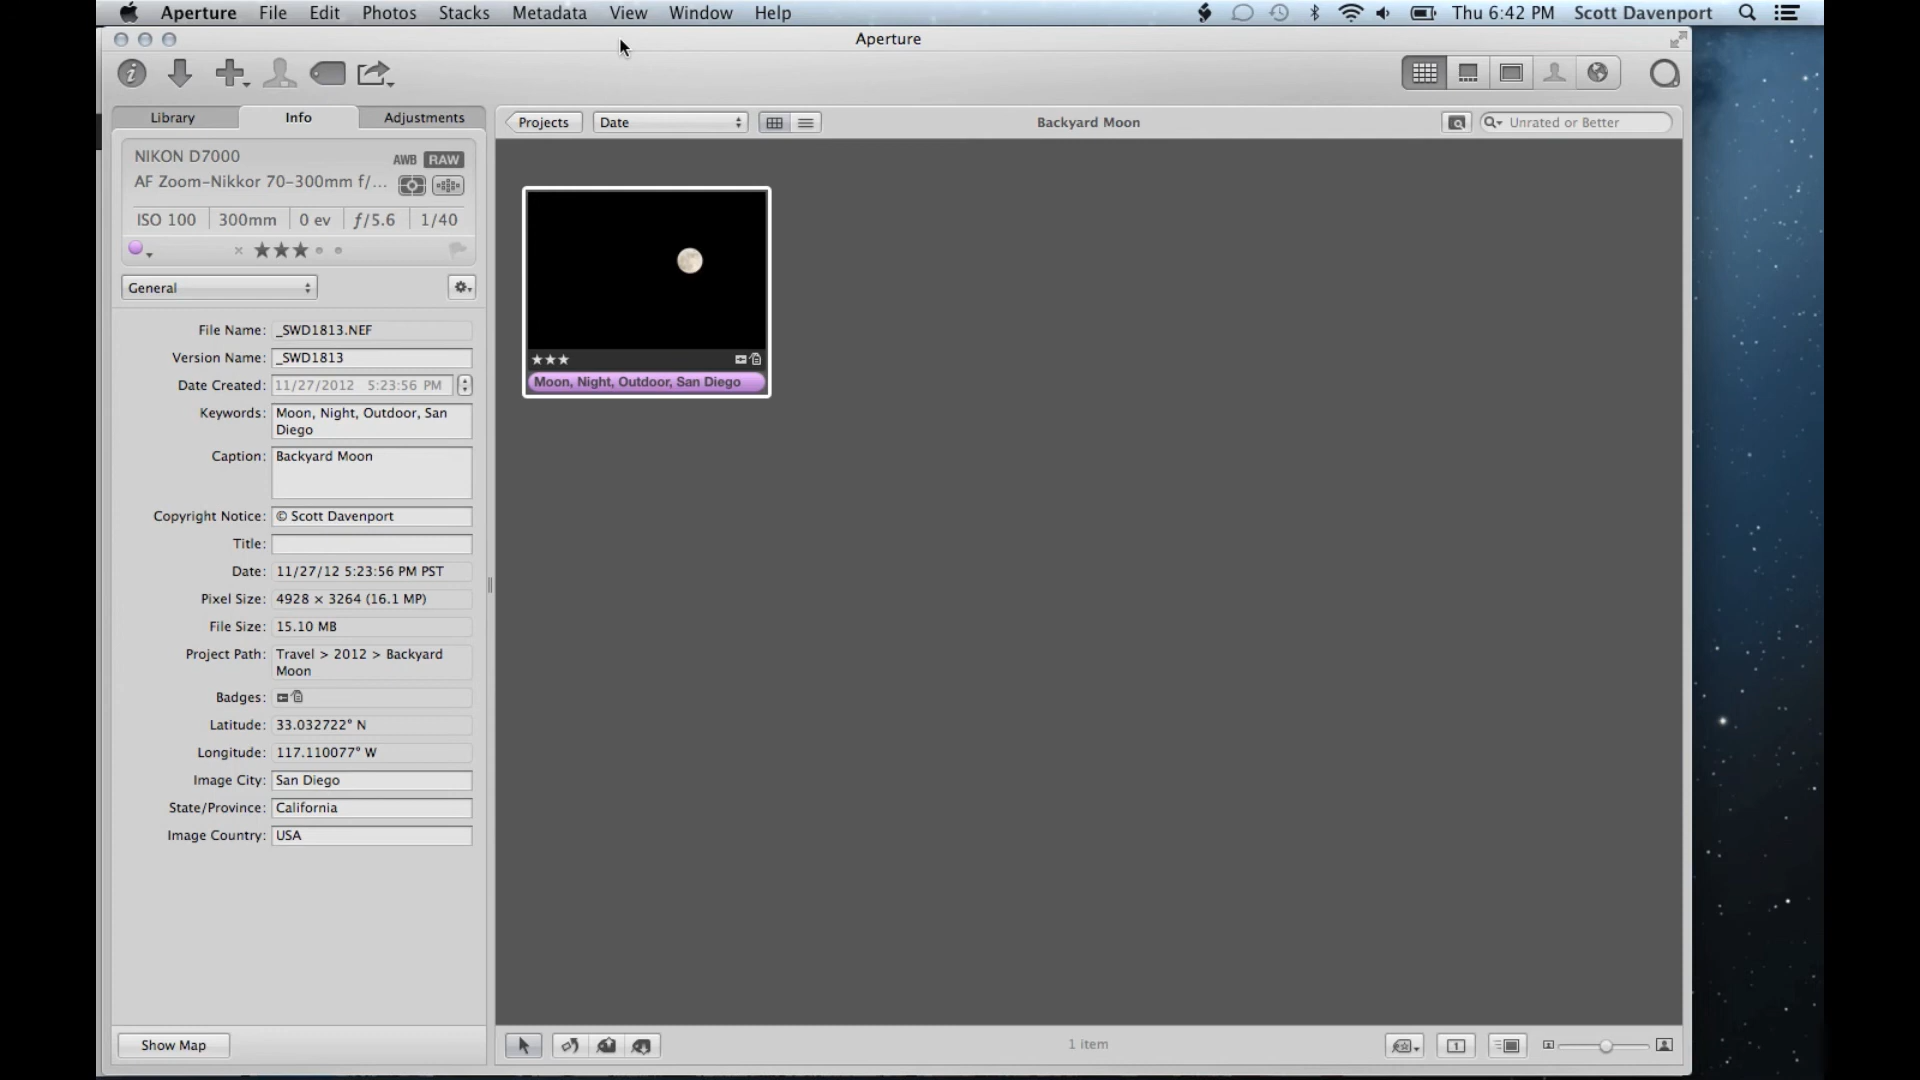 Aperture File Edit Photos Stacks Metadata View Window Help Thu 6:42 PM Scott Davenport
Aperture
Library Info Adjustments
Projects Date Backyard Moon Unrated or Better
NIKON D7000 AWB RAW
AF Zoom-Nikkor 70-300mm f/...
ISO 100 300mm 0 ev ƒ/5.6 1/40
General
File Name: _SWD1813.NEF
Version Name: _SWD1813
Date Created: 11/27/2012 5:23:56 PM
Keywords: Moon, Night, Outdoor, San
Diego
Caption: Backyard Moon
Copyright Notice: © Scott Davenport
Title:
Date: 11/27/12 5:23:56 PM PST
Pixel Size: 4928 × 3264 (16.1 MP)
File Size: 15.10 MB
Project Path: Travel > 2012 > Backyard
Moon
Badges:
Latitude: 33.032722° N
Longitude: 117.110077° W
Image City: San Diego
State/Province: California
Image Country: USA
Show Map
Moon, Night, Outdoor, San Diego
1 item
1